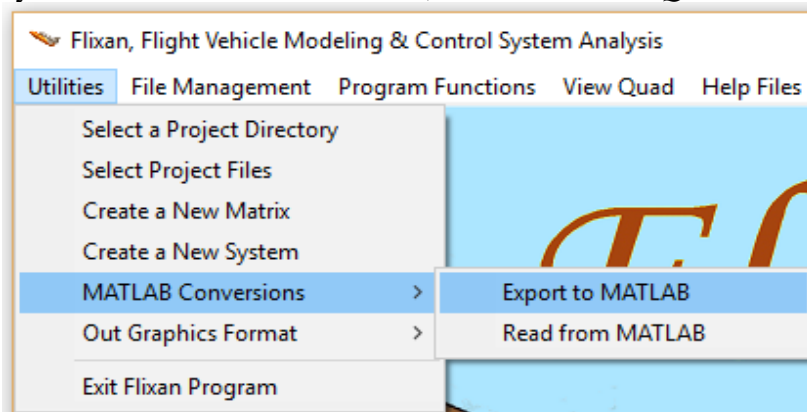 Flixan, Flight Vehicle Modeling & Control System Analysis
Utilities File Management Program Functions View Quad Help Files
Select a Project Directory
Select Project Files
Create a New Matrix
Create a New System
MATLAB Conversions > Export to MATLAB
Out Graphics Format > Read from MATLAB
Exit Flixan Program